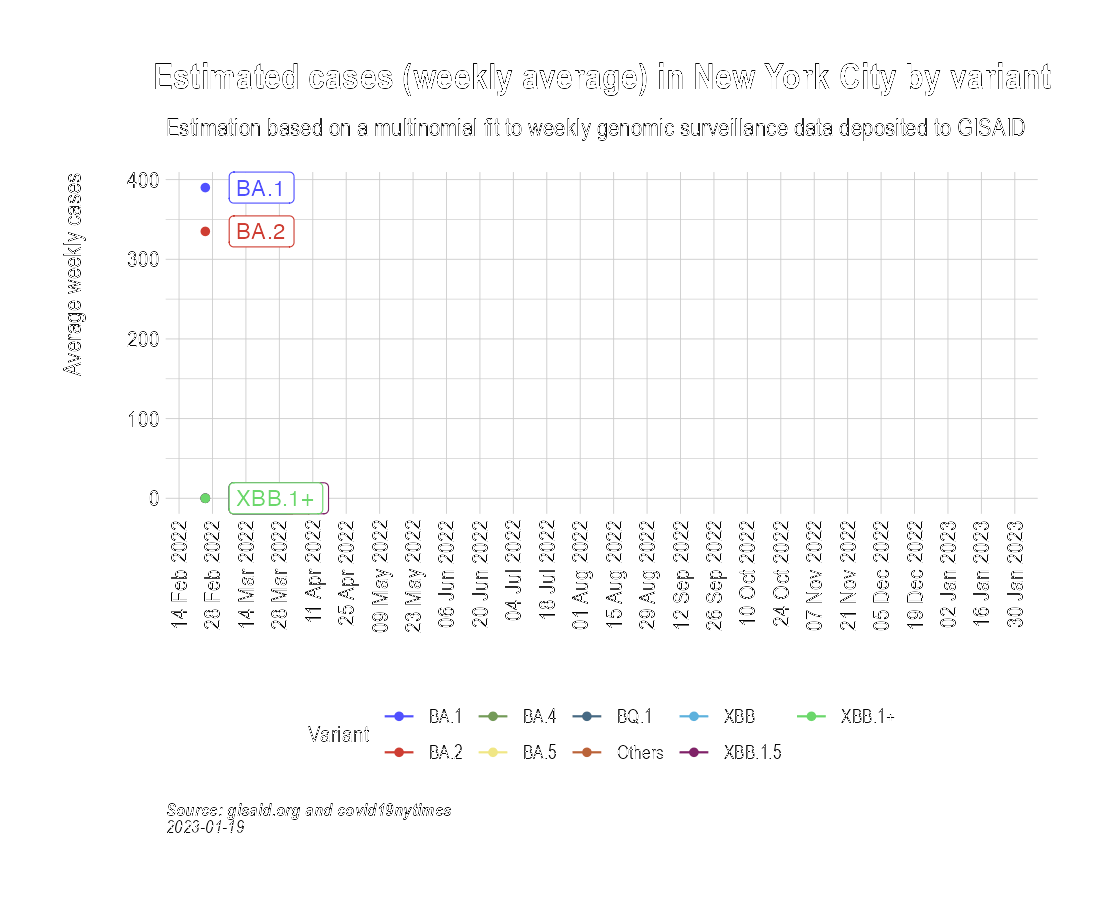 Estimated cases (weekly average) in New York City by variant
Estimation based on a multinomial fit to weekly genomic surveillance data deposited to GISAID
Average weekly cases
400
300
200
100
0
BA.1
BA.2
XBB.1+
14 Feb 2022
28 Feb 2022
14 Mar 2022
28 Mar 2022
11 Apr 2022
25 Apr 2022
09 May 2022
23 May 2022
06 Jun 2022
20 Jun 2022
04 Jul 2022
18 Jul 2022
01 Aug 2022
15 Aug 2022
29 Aug 2022
12 Sep 2022
26 Sep 2022
10 Oct 2022
24 Oct 2022
07 Nov 2022
21 Nov 2022
05 Dec 2022
19 Dec 2022
02 Jan 2023
16 Jan 2023
30 Jan 2023
Variant
BA.1
BA.4
BQ.1
XBB
XBB.1+
BA.2
BA.5
Others
XBB.1.5
Source: gisaid.org and covid19nytimes
2023-01-19